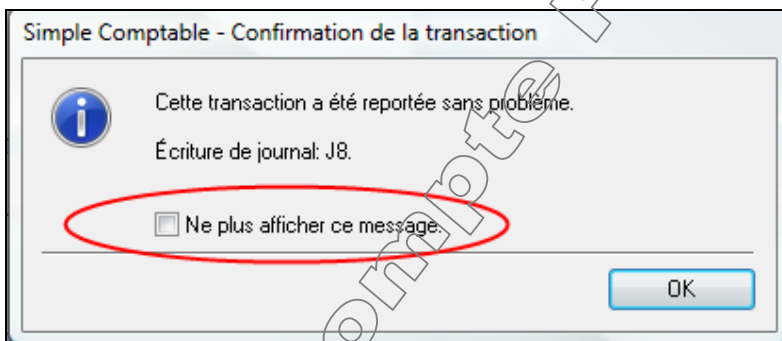 Simple Comptable - Confirmation de la transaction
Cette transaction a été reportée sans problème.
Écriture de journal: J8.
Ne plus afficher ce message.
OK
ompte